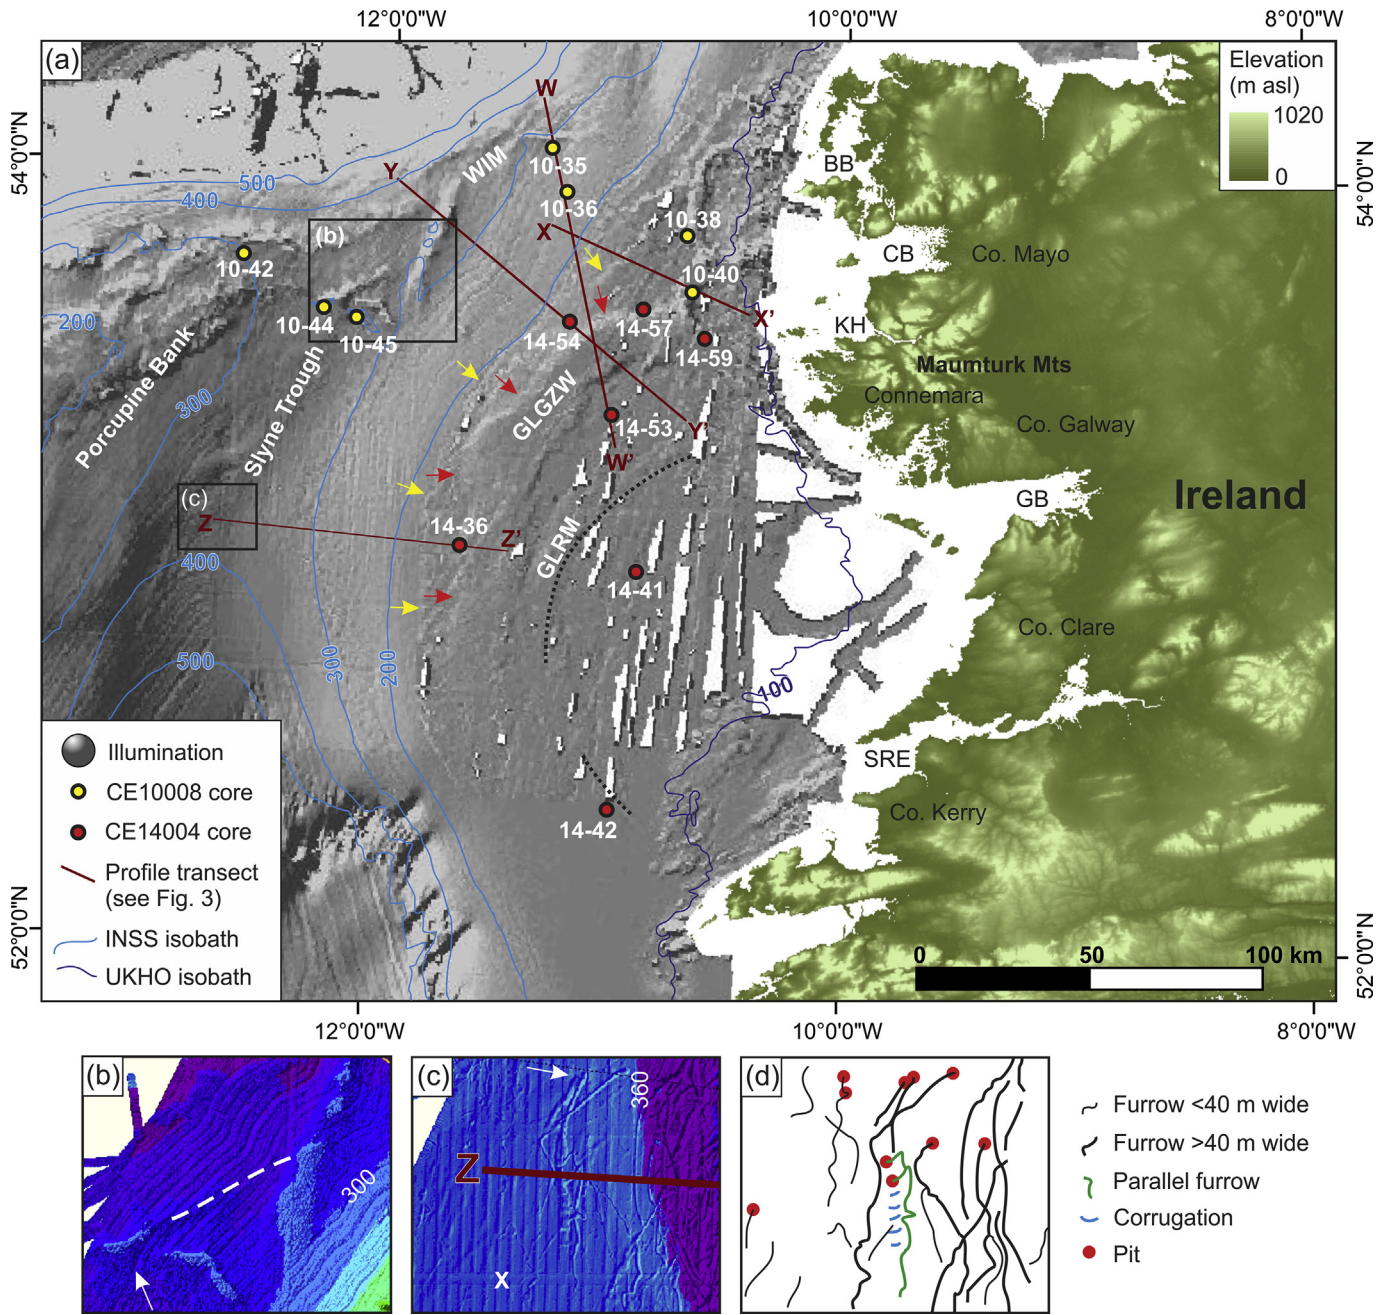 12°0'0"W
10°0'0"W
8°0'0"W
(a)
Elevation
(m asl)
1020
0
54°0'0"N
54°0'0"N
W
10-35
BB
WIM
Y
500
400
10-36
10-38
X
(b)
CB
Co. Mayo
10-42
10-40
200
10-44
10-45
14-54
14-57
X'
KH
14-59
Maumturk Mts
Connemara
Porcupine Bank
300
Slyne Trough
GLGZW
14-53
Y'
Co. Galway
W'
(c)
Z
GB
Ireland
14-36
Z'
GLRM
400
14-41
Co. Clare
500
300
200
100
Illumination
CE10008 core
CE14004 core
Profile transect
(see Fig. 3)
INSS isobath
UKHO isobath
SRE
Co. Kerry
14-42
52°0'0"N
52°0'0"N
0
50
100 km
12°0'0"W
10°0'0"W
8°0'0"W
(b)
300
(c)
360
Z
X
(d)
Furrow <40 m wide
Furrow >40 m wide
Parallel furrow
Corrugation
Pit